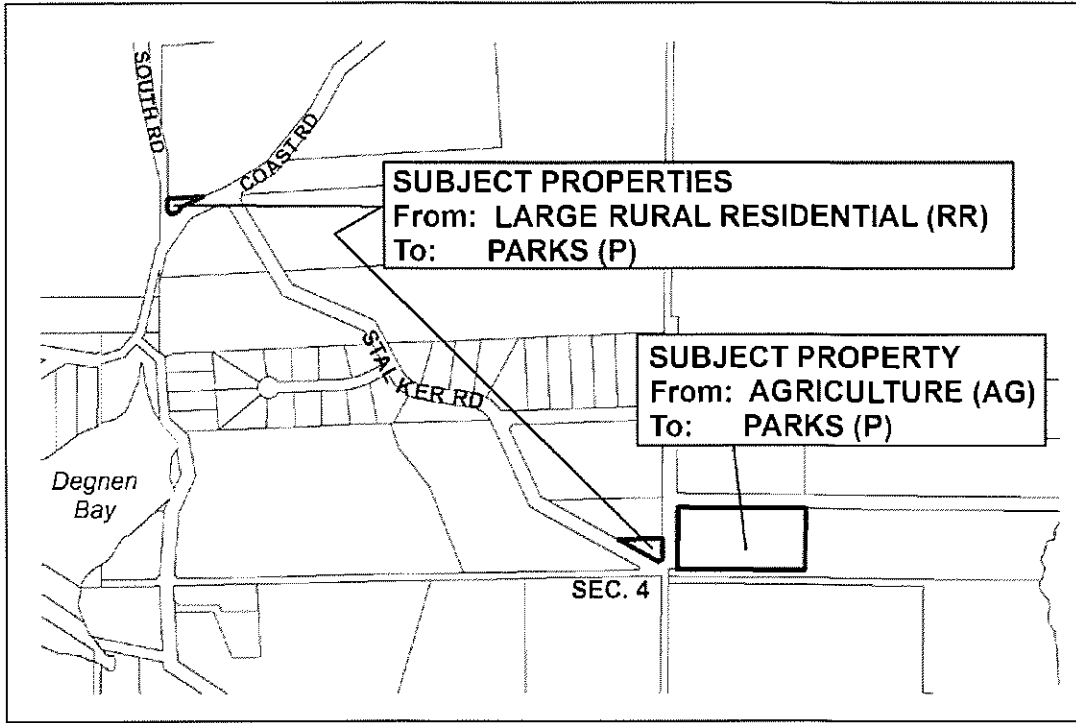 SOUTH RD
COAST RD
SUBJECT PROPERTIES
From: LARGE RURAL RESIDENTIAL (RR)
To: PARKS (P)
STALKER RD
SUBJECT PROPERTY
From: AGRICULTURE (AG)
To: PARKS (P)
Degnen
Bay
SEC. 4